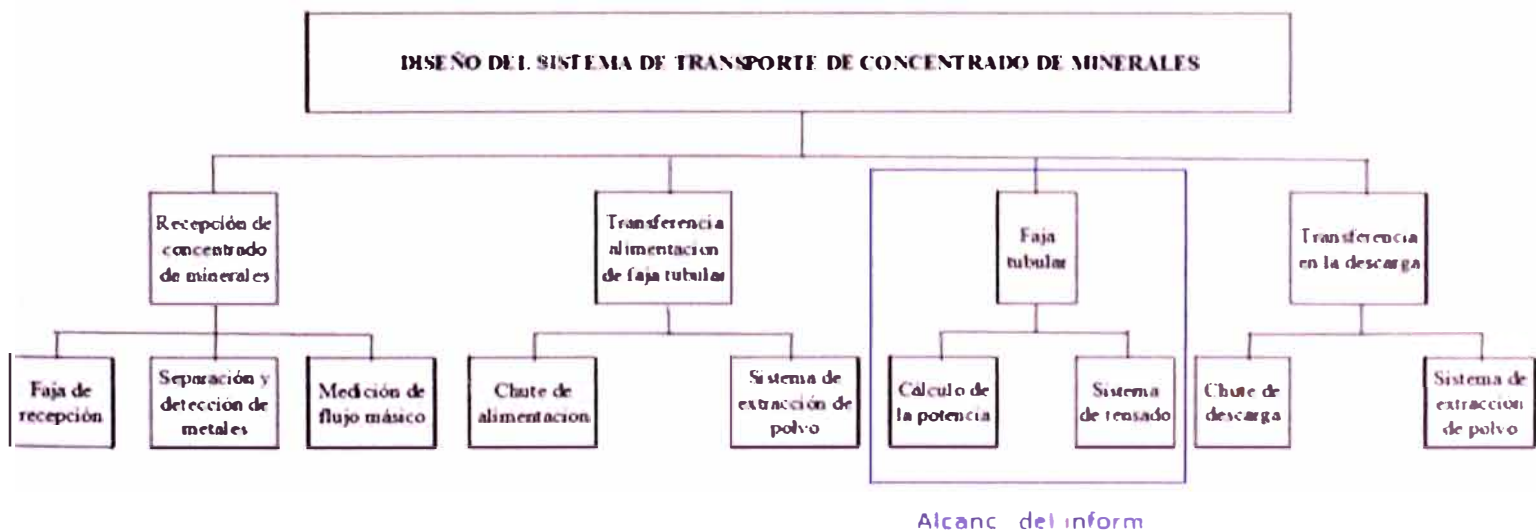 DISEÑO DEL SISTEMA DE TRANSPORTE DE CONCENTRADO DE MINERALES
Recepción de
concentrado
de minerales
Transferencia
alimentacion
de faja tubular
Faja
tubular
Transferencia
en la descarga
Faja de
recepción
Separación y
detección de
metales
Medición de
flujo másico
Chute de
alimentacion
Sistema de
extracción de
polvo
Cálculo de
la potencia
Sistema
de tensado
Chute de
descarga
Sistema de
extraccion
de polvo
Alcanc del inform